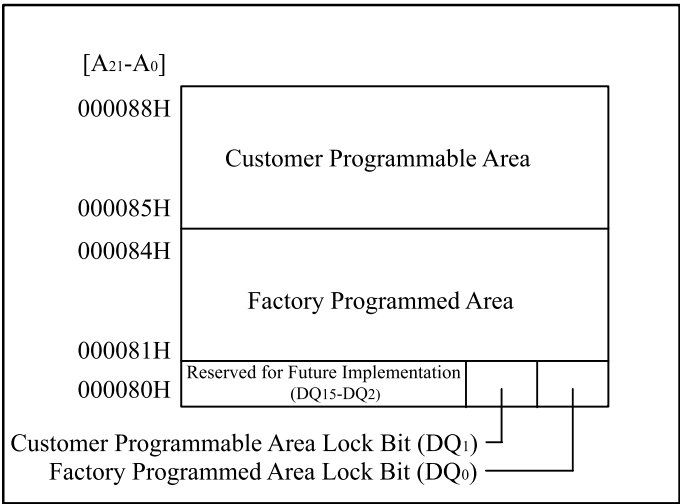 [A21-A0]
000088H
Customer Programmable Area
000085H
000084H
Factory Programmed Area
000081H
Reserved for Future Implementation
(DQ15-DQ2)
000080H
Customer Programmable Area Lock Bit (DQ1)
Factory Programmed Area Lock Bit (DQ0)